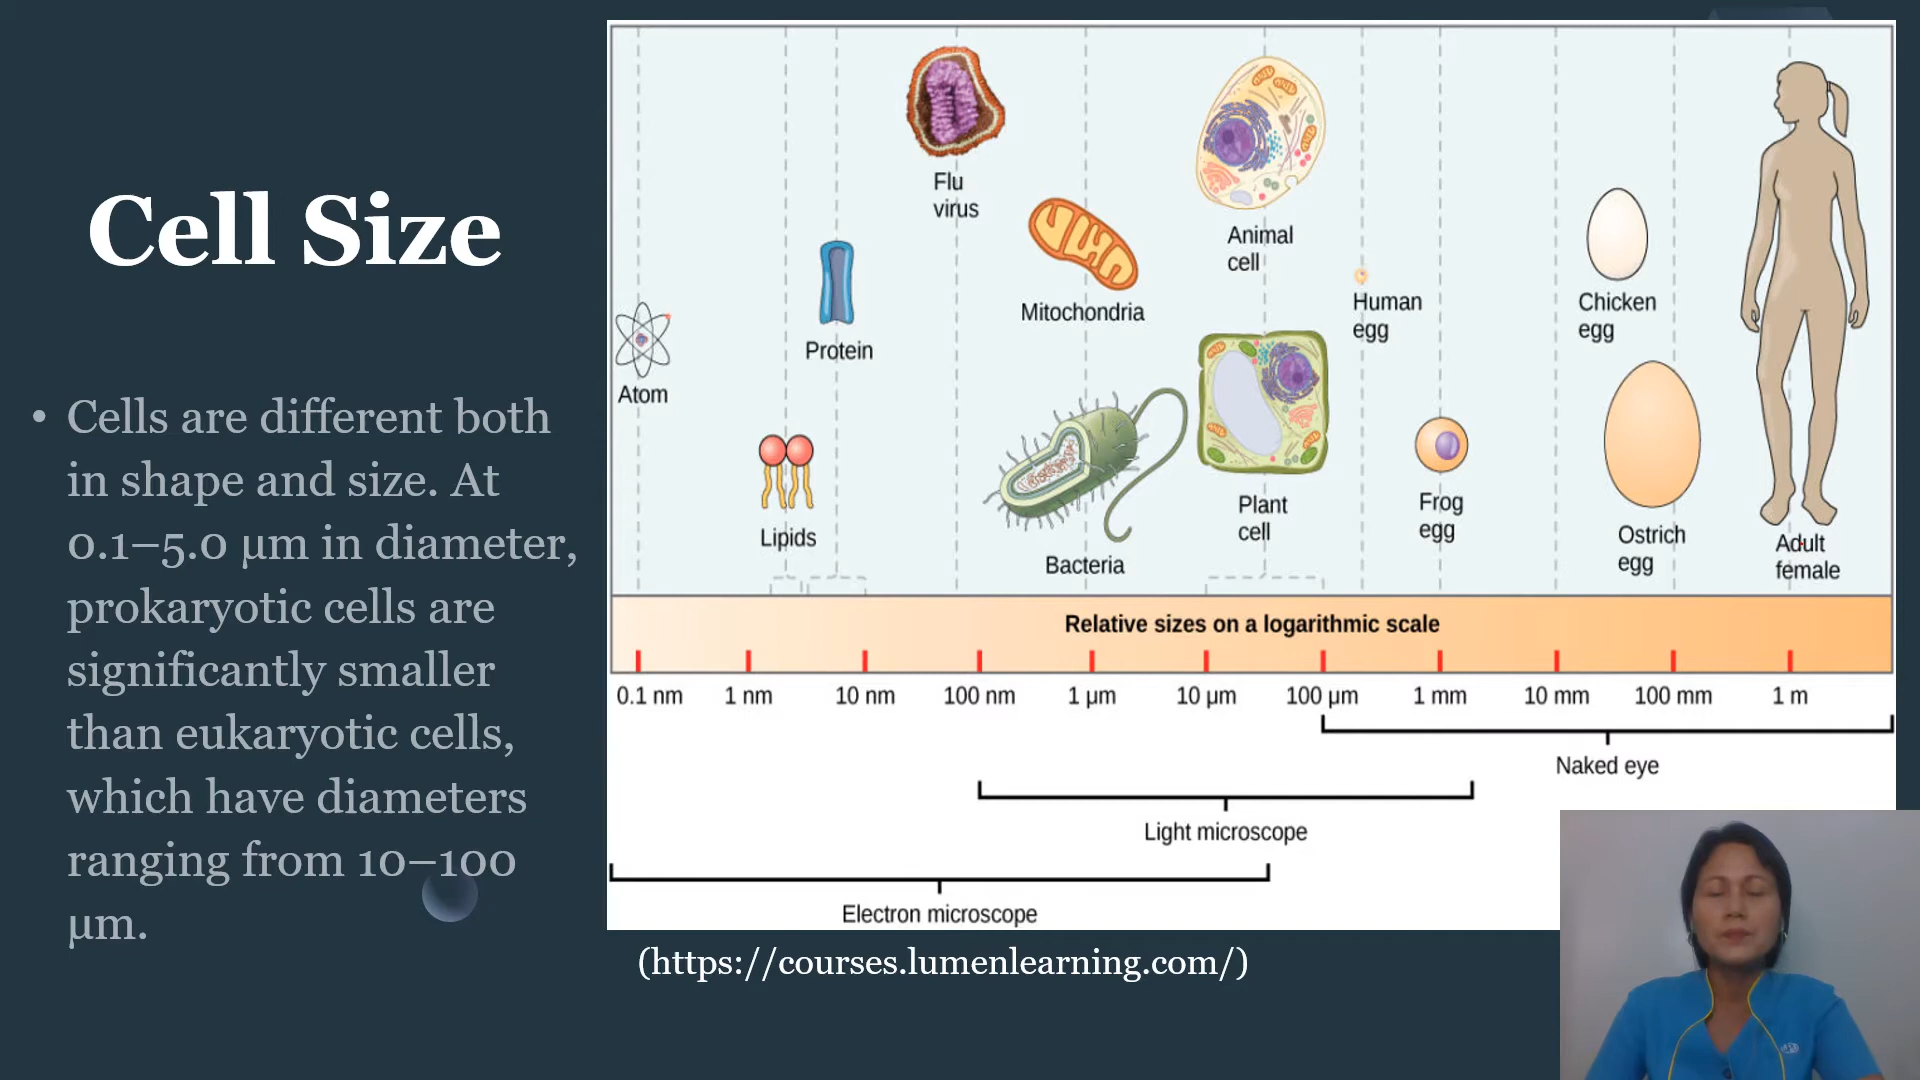 Cell Size
• Cells are different both
in shape and size. At
0.1–5.0 μm in diameter,
prokaryotic cells are
significantly smaller
than eukaryotic cells,
which have diameters
ranging from 10–100
μm.
Flu
virus
Animal
cell
Mitochondria
Human
egg
Chicken
egg
Protein
Atom
Lipids
Bacteria
Plant
cell
Frog
egg
Ostrich
egg
Adult
female
Relative sizes on a logarithmic scale
0.1 nm 1 nm 10 nm 100 nm 1 μm 10 μm 100 μm 1 mm 10 mm 100 mm 1 m
Naked eye
Light microscope
Electron microscope
(https://courses.lumenlearning.com/)